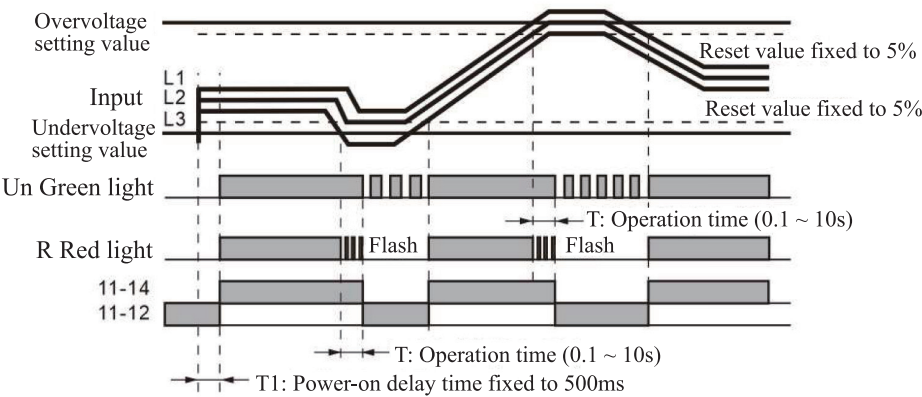 Overvoltage
setting value
Reset value fixed to 5%
L1
Input
L2
L3
Reset value fixed to 5%
Undervoltage
setting value
Un Green light
T: Operation time (0.1 ~ 10s)
R Red light
Flash
Flash
11-14
11-12
T: Operation time (0.1 ~ 10s)
T1: Power-on delay time fixed to 500ms